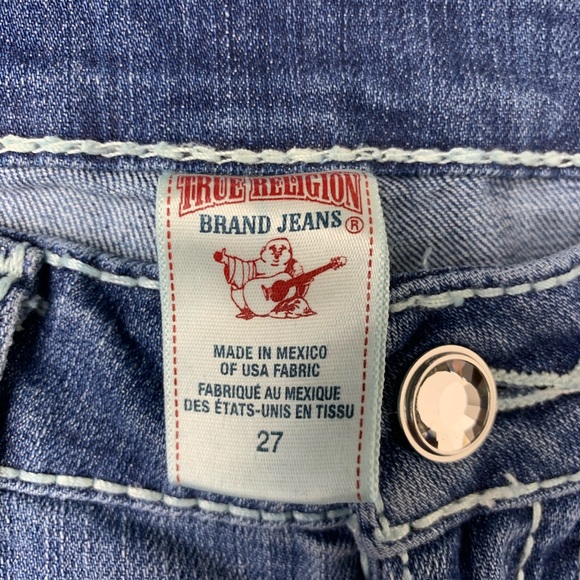 TRUE RELIGION
BRAND JEANS®
MADE IN MEXICO
OF USA FABRIC
FABRIQUÉ AU MEXIQUE
DES ÉTATS-UNIS EN TISSU
27